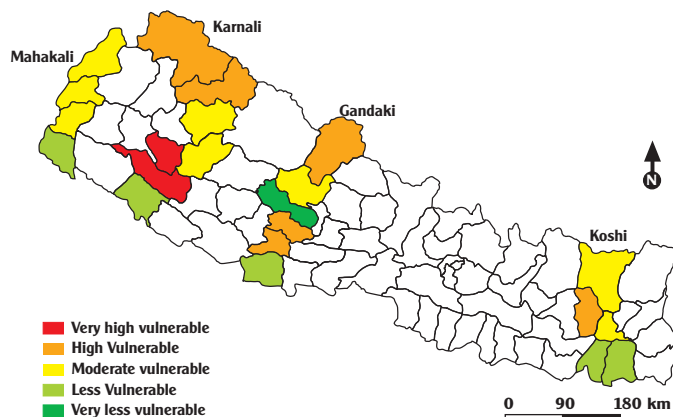 Karnali
Mahakali
Gandaki
N
Koshi
Very high vulnerable
High Vulnerable
Moderate vulnerable
Less Vulnerable
Very less vulnerable
0 90 180 km